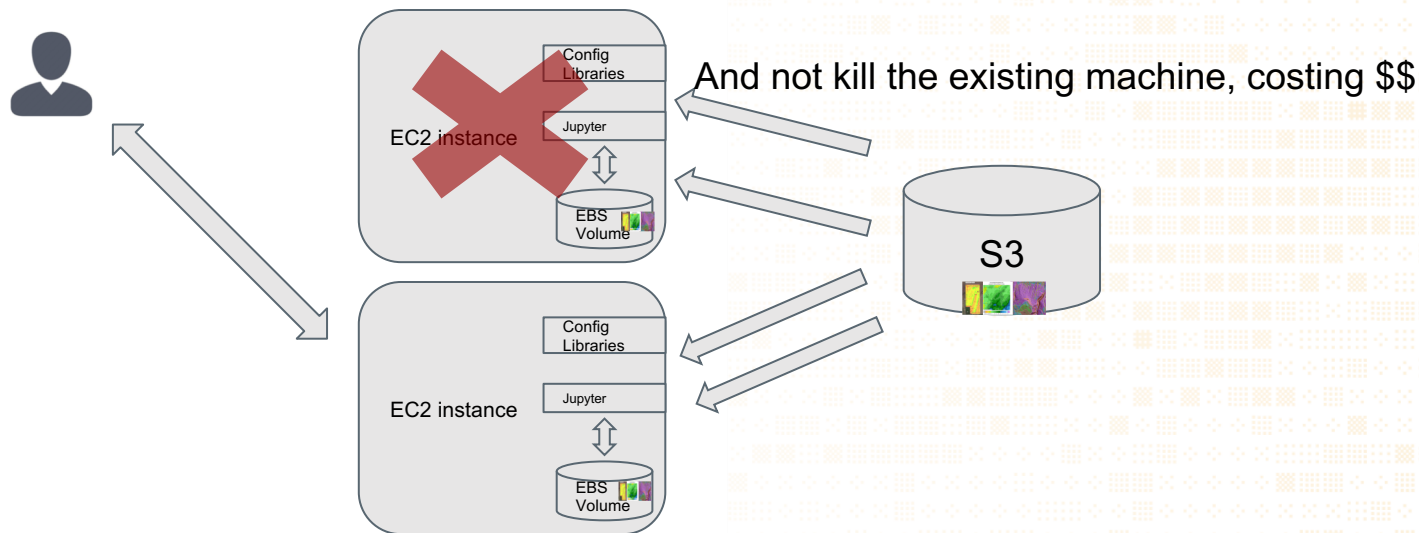 Config
Libraries
And not kill the existing machine, costing $$
Jupyter
EC2 instance
EBS
Volume
S3
Config
Libraries
Jupyter
EC2 instance
EBS
Volume